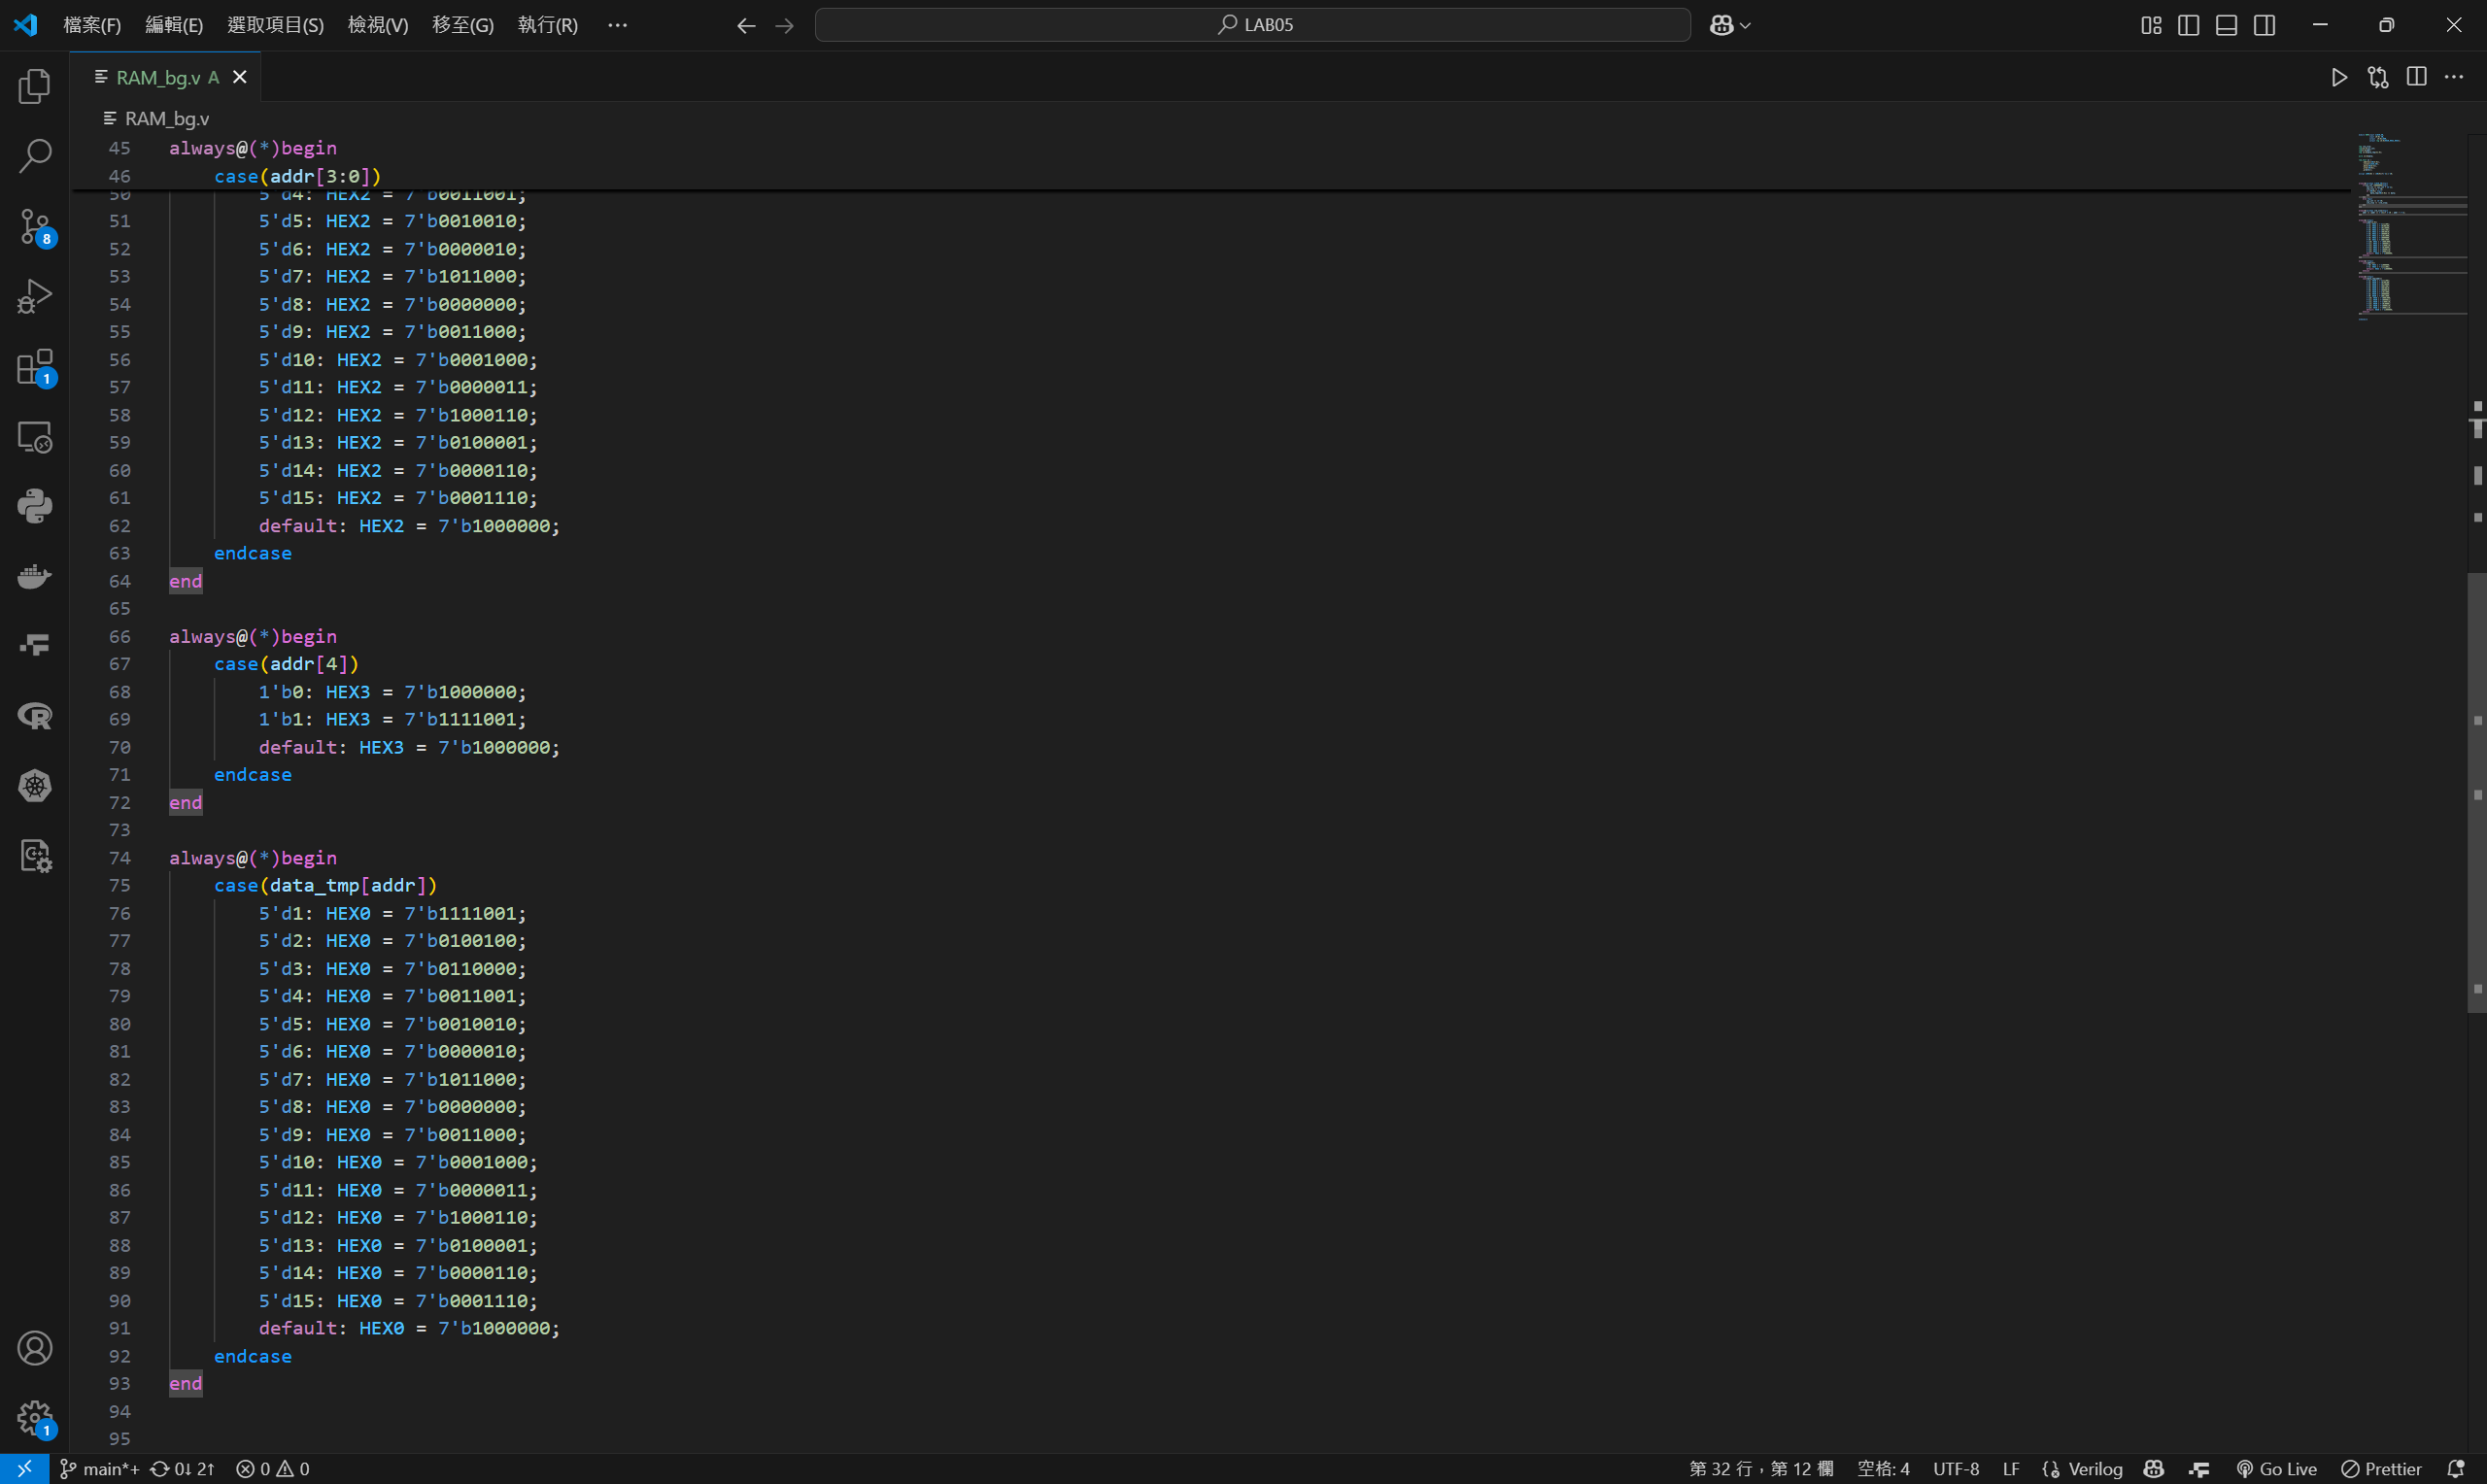 檔案(F) 編輯(E) 選取項目(S) 檢視(V) 移至(G) 執行(R) ··· LAB05
RAM_bg.v A
RAM_bg.v
45 always@(*)begin
46 case(addr[3:0])
50 5'd4: HEX2 = 7'b0011001;
51 5'd5: HEX2 = 7'b0010010;
52 5'd6: HEX2 = 7'b0000010;
53 5'd7: HEX2 = 7'b1011000;
54 5'd8: HEX2 = 7'b0000000;
55 5'd9: HEX2 = 7'b0011000;
56 5'd10: HEX2 = 7'b0001000;
57 5'd11: HEX2 = 7'b0000011;
58 5'd12: HEX2 = 7'b1000110;
59 5'd13: HEX2 = 7'b0100001;
60 5'd14: HEX2 = 7'b0000110;
61 5'd15: HEX2 = 7'b0001110;
62 default: HEX2 = 7'b1000000;
63 endcase
64 end
65
66 always@(*)begin
67 case(addr[4])
68 1'b0: HEX3 = 7'b1000000;
69 1'b1: HEX3 = 7'b1111001;
70 default: HEX3 = 7'b1000000;
71 endcase
72 end
73
74 always@(*)begin
75 case(data_tmp[addr])
76 5'd1: HEX0 = 7'b1111001;
77 5'd2: HEX0 = 7'b0100100;
78 5'd3: HEX0 = 7'b0110000;
79 5'd4: HEX0 = 7'b0011001;
80 5'd5: HEX0 = 7'b0010010;
81 5'd6: HEX0 = 7'b0000010;
82 5'd7: HEX0 = 7'b1011000;
83 5'd8: HEX0 = 7'b0000000;
84 5'd9: HEX0 = 7'b0011000;
85 5'd10: HEX0 = 7'b0001000;
86 5'd11: HEX0 = 7'b0000011;
87 5'd12: HEX0 = 7'b1000110;
88 5'd13: HEX0 = 7'b0100001;
89 5'd14: HEX0 = 7'b0000110;
90 5'd15: HEX0 = 7'b0001110;
91 default: HEX0 = 7'b1000000;
92 endcase
93 end
94
95
8
1
1
main*+ 0↓ 2↑ 0 0 第 32 行，第 12 欄 空格: 4 UTF-8 LF Verilog Go Live Prettier